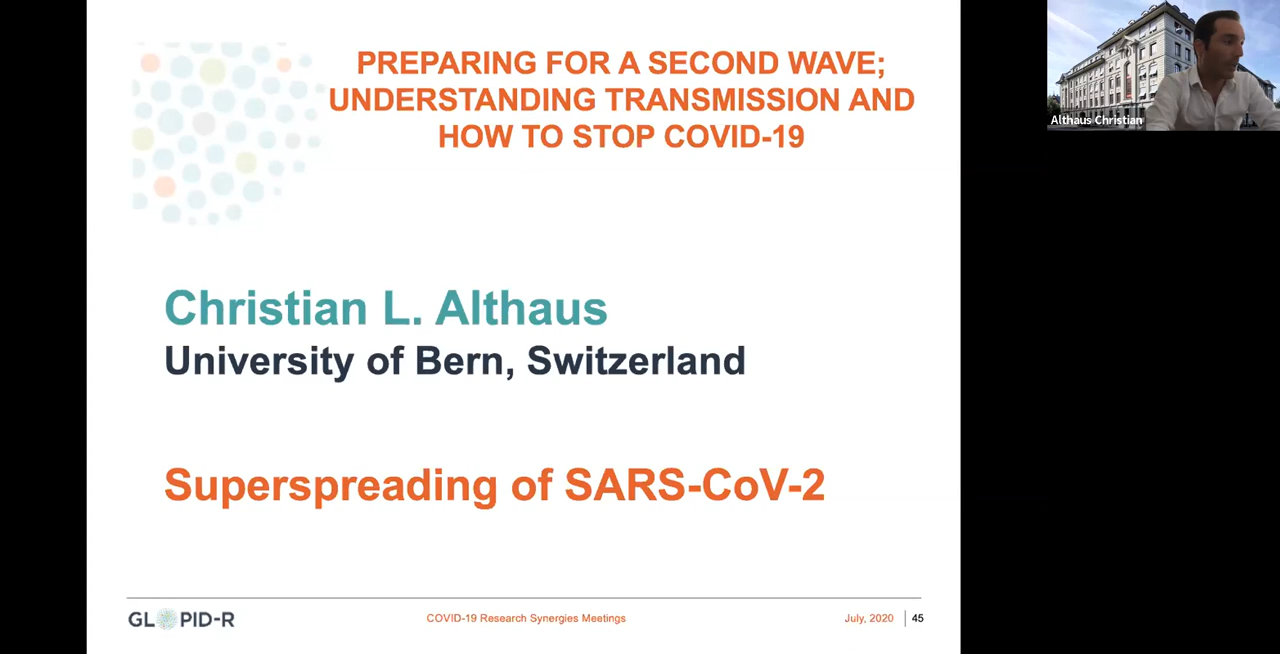 PREPARING FOR A SECOND WAVE;
UNDERSTANDING TRANSMISSION AND
HOW TO STOP COVID-19
Althaus Christian
Christian L. Althaus
University of Bern, Switzerland
Superspreading of SARS-CoV-2
GLOPID-R
COVID-19 Research Synergies Meetings
July, 2020
45